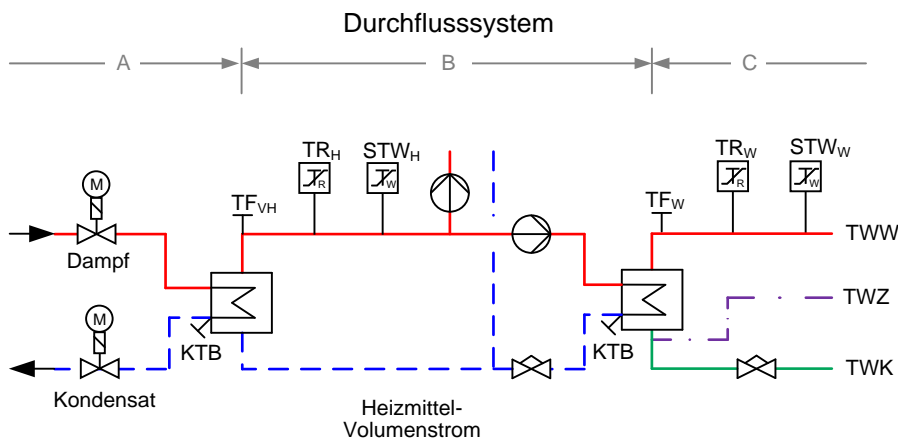 Durchflusssystem
A B C
TR_H STW_H TR_W STW_W
M R W R W
TF_VH TF_W
TWW
Dampf
TWZ
M
KTB KTB
TWK
Kondensat
Heizmittel-
Volumenstrom